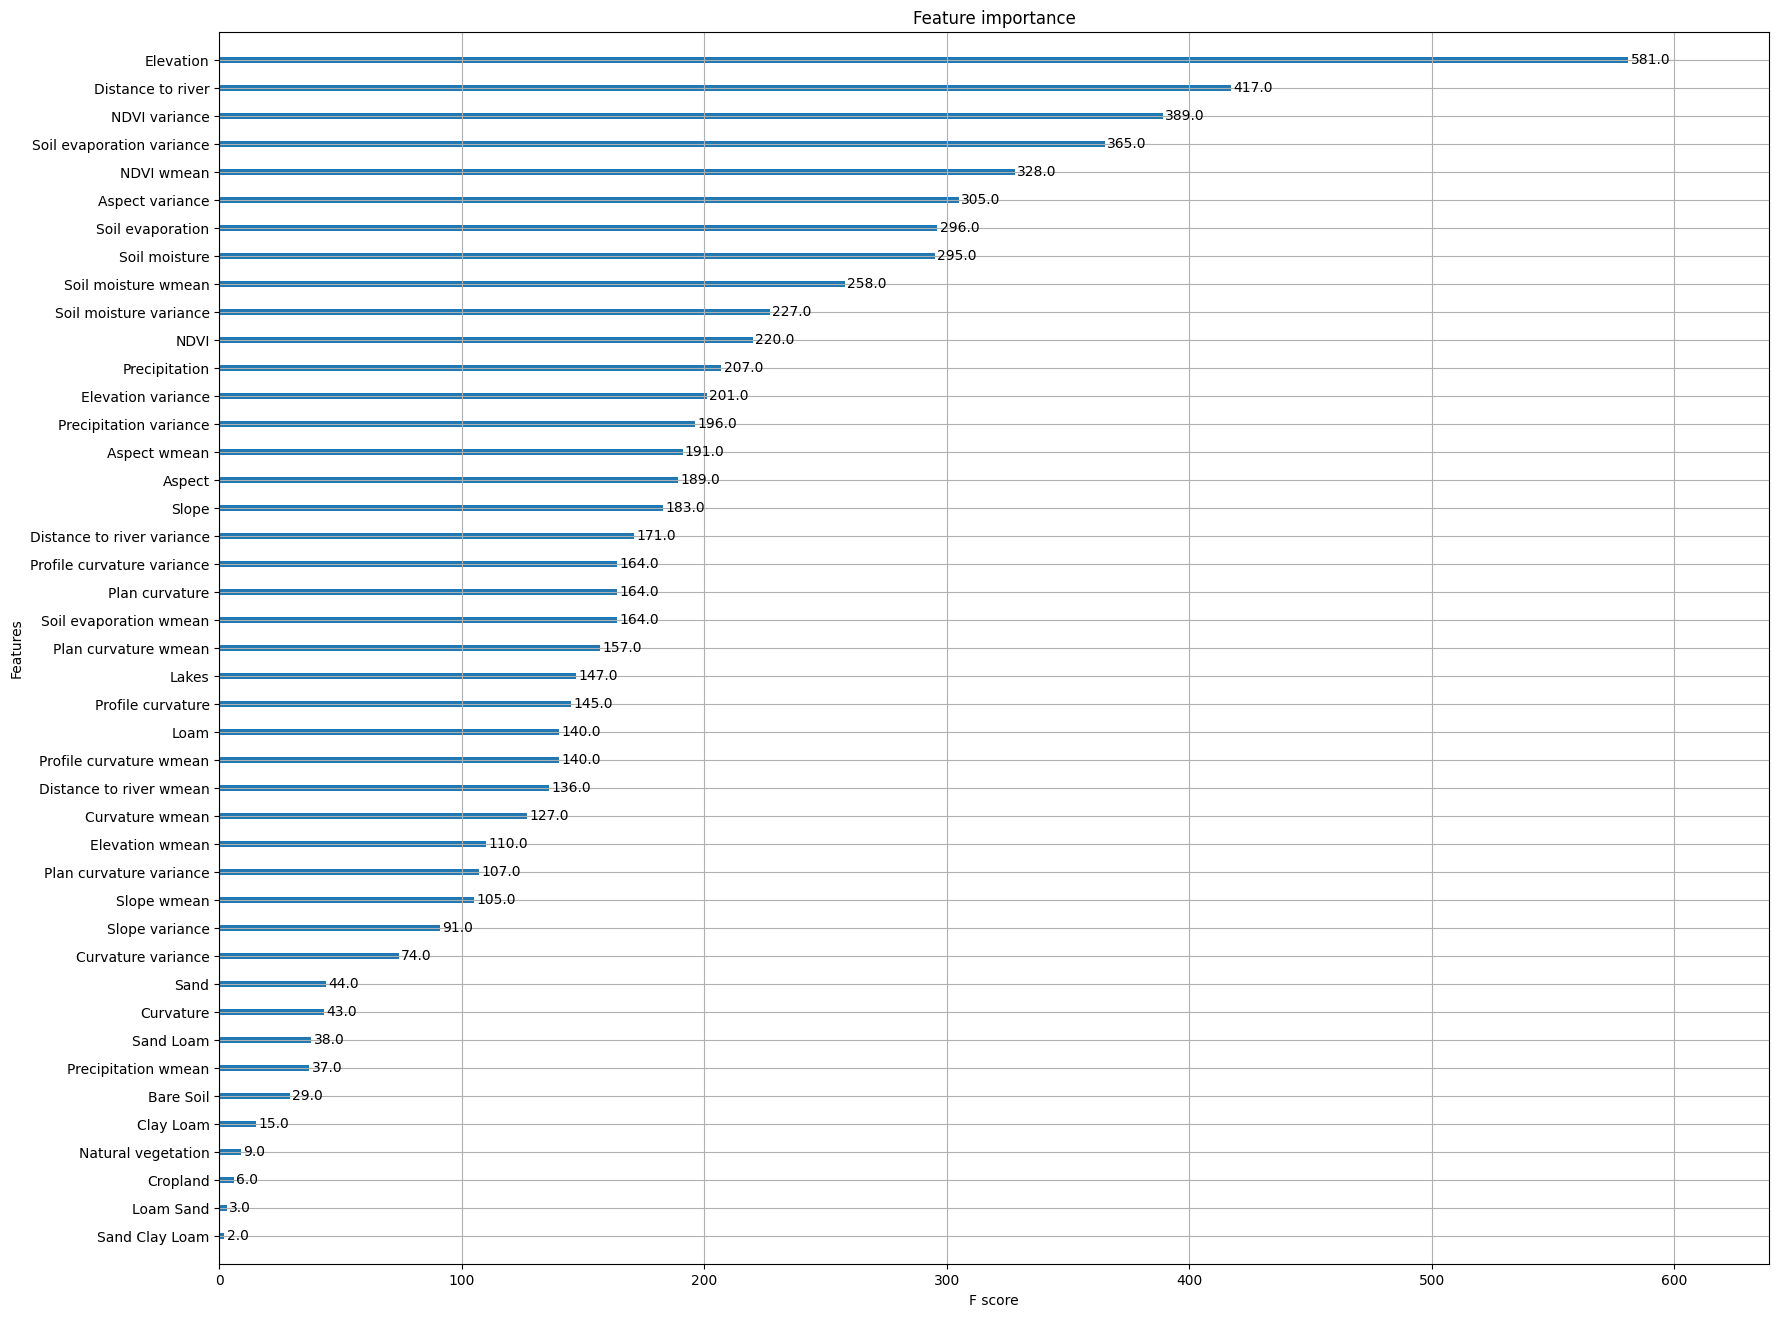 Feature importance
Elevation 581.0
Distance to river 417.0
NDVI variance 389.0
Soil evaporation variance 365.0
NDVI wmean 328.0
Aspect variance 305.0
Soil evaporation 296.0
Soil moisture 295.0
Soil moisture wmean 258.0
Soil moisture variance 227.0
NDVI 220.0
Precipitation 207.0
Elevation variance 201.0
Precipitation variance 196.0
Aspect wmean 191.0
Aspect 189.0
Slope 183.0
Distance to river variance 171.0
Profile curvature variance 164.0
Plan curvature 164.0
Soil evaporation wmean 164.0
Plan curvature wmean 157.0
Lakes 147.0
Profile curvature 145.0
Loam 140.0
Profile curvature wmean 140.0
Distance to river wmean 136.0
Curvature wmean 127.0
Elevation wmean 110.0
Plan curvature variance 107.0
Slope wmean 105.0
Slope variance 91.0
Curvature variance 74.0
Sand 44.0
Curvature 43.0
Sand Loam 38.0
Precipitation wmean 37.0
Bare Soil 29.0
Clay Loam 15.0
Natural vegetation 9.0
Cropland 6.0
Loam Sand 3.0
Sand Clay Loam 2.0
Features
0 100 200 300 400 500 600
F score